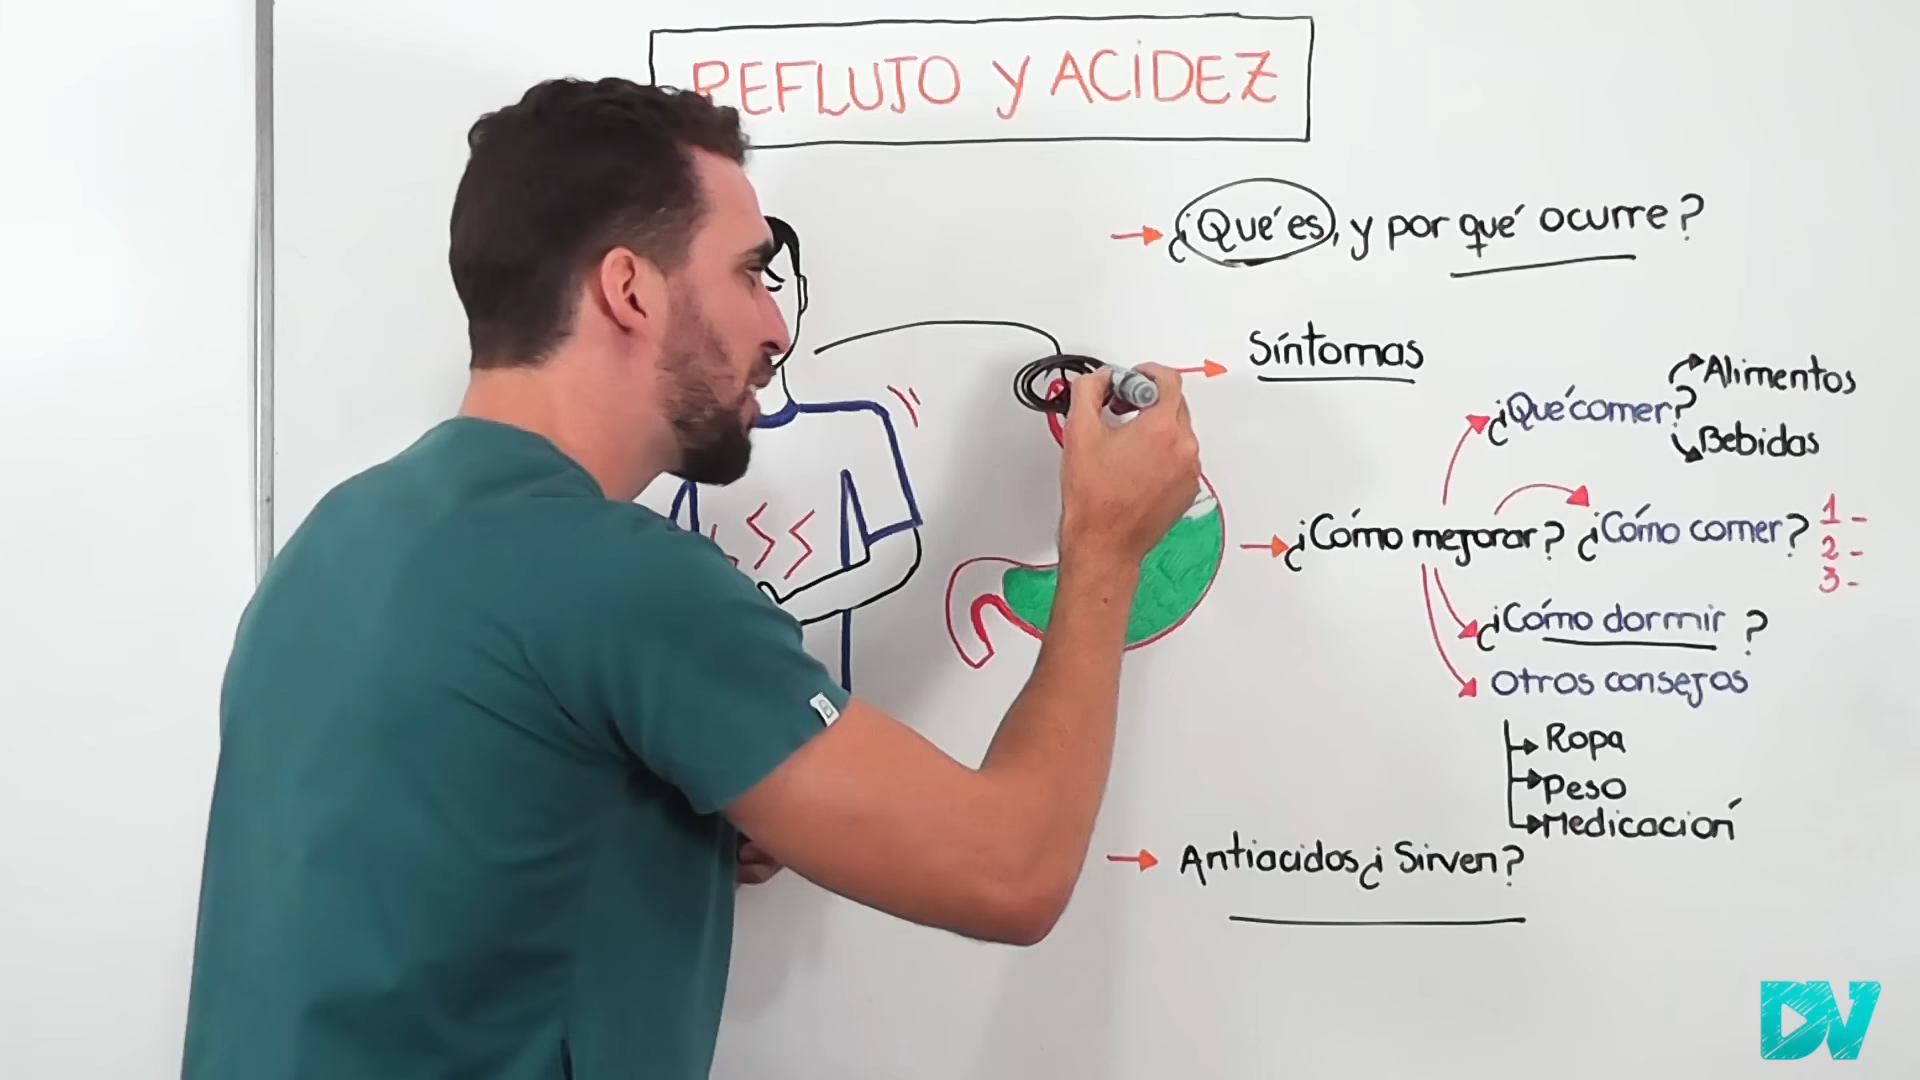 REFLUJO Y ACIDEZ
¿Qué es, y por qué ocurre?
Síntomas
Alimentos
¿Qué comer?
Bebidas
¿Cómo mejorar?
¿Cómo comer?
1-
2-
3-
¿Cómo dormir?
Otros consejos
Ropa
Peso
Medicación
Antiacidos ¿Sirven?
DV